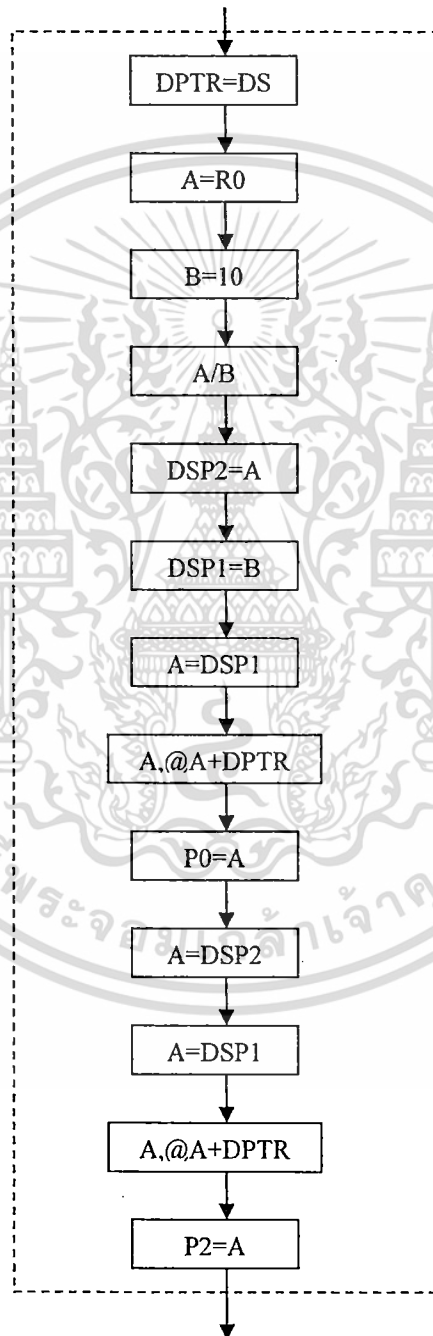 DPTR=DS
A=R0
B=10
A/B
DSP2=A
DSP1=B
A=DSP1
A,@A+DPTR
P0=A
A=DSP2
A=DSP1
A,@A+DPTR
P2=A